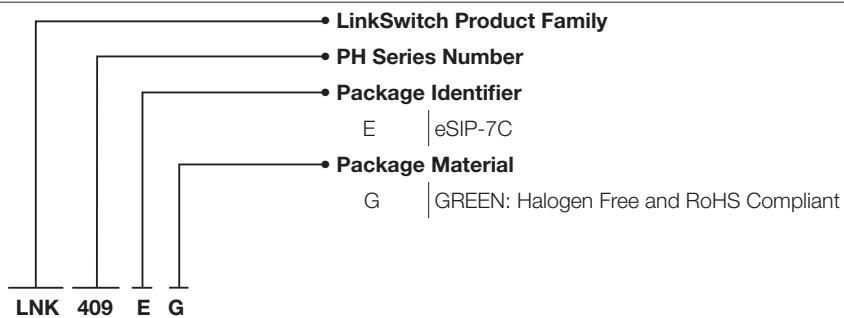 LinkSwitch Product Family
PH Series Number
Package Identifier
E eSIP-7C
Package Material
G GREEN: Halogen Free and RoHS Compliant
LNK 409 E G